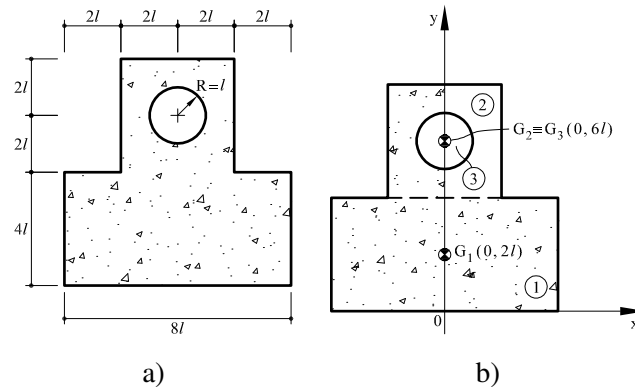 2l 2l 2l 2l
2l
R=l
2l
4l
8l
a)
y
2
G₂≡G₃(0,6l)
3
G₁(0,2l)
1
0
x
b)